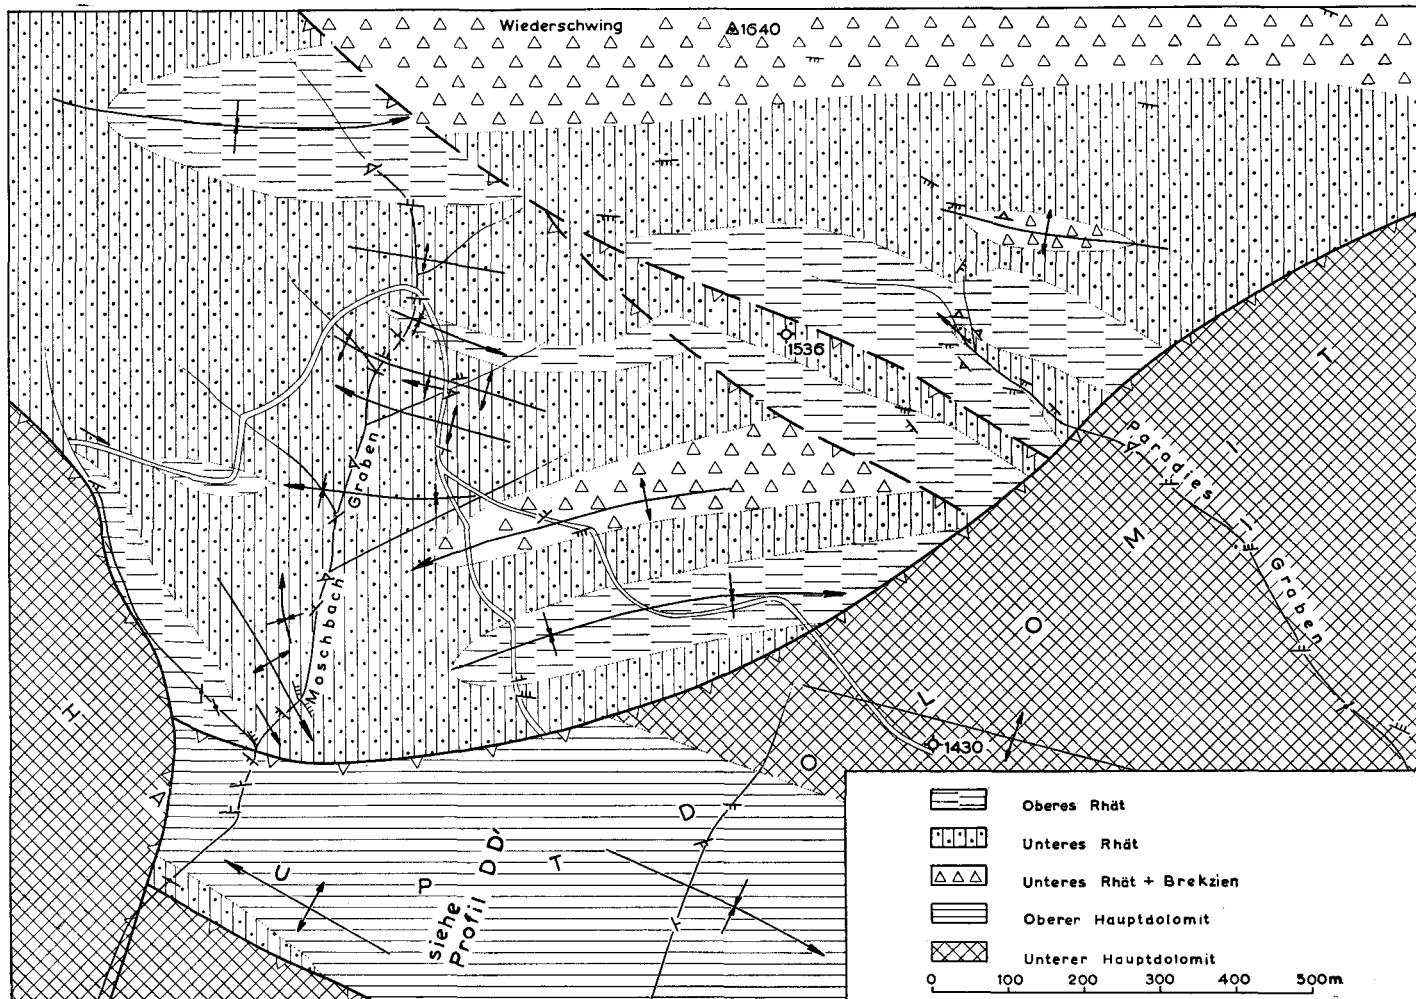 Wiederschwing
1640
1536
Paradies Graben
Moschbach Graben
1430
HAUPTDOLOMIT
siehe
Profil DD'
Oberes Rhät
Unteres Rhät
Unteres Rhät + Brekzien
Oberer Hauptdolomit
Unterer Hauptdolomit
0 100 200 300 400 500m